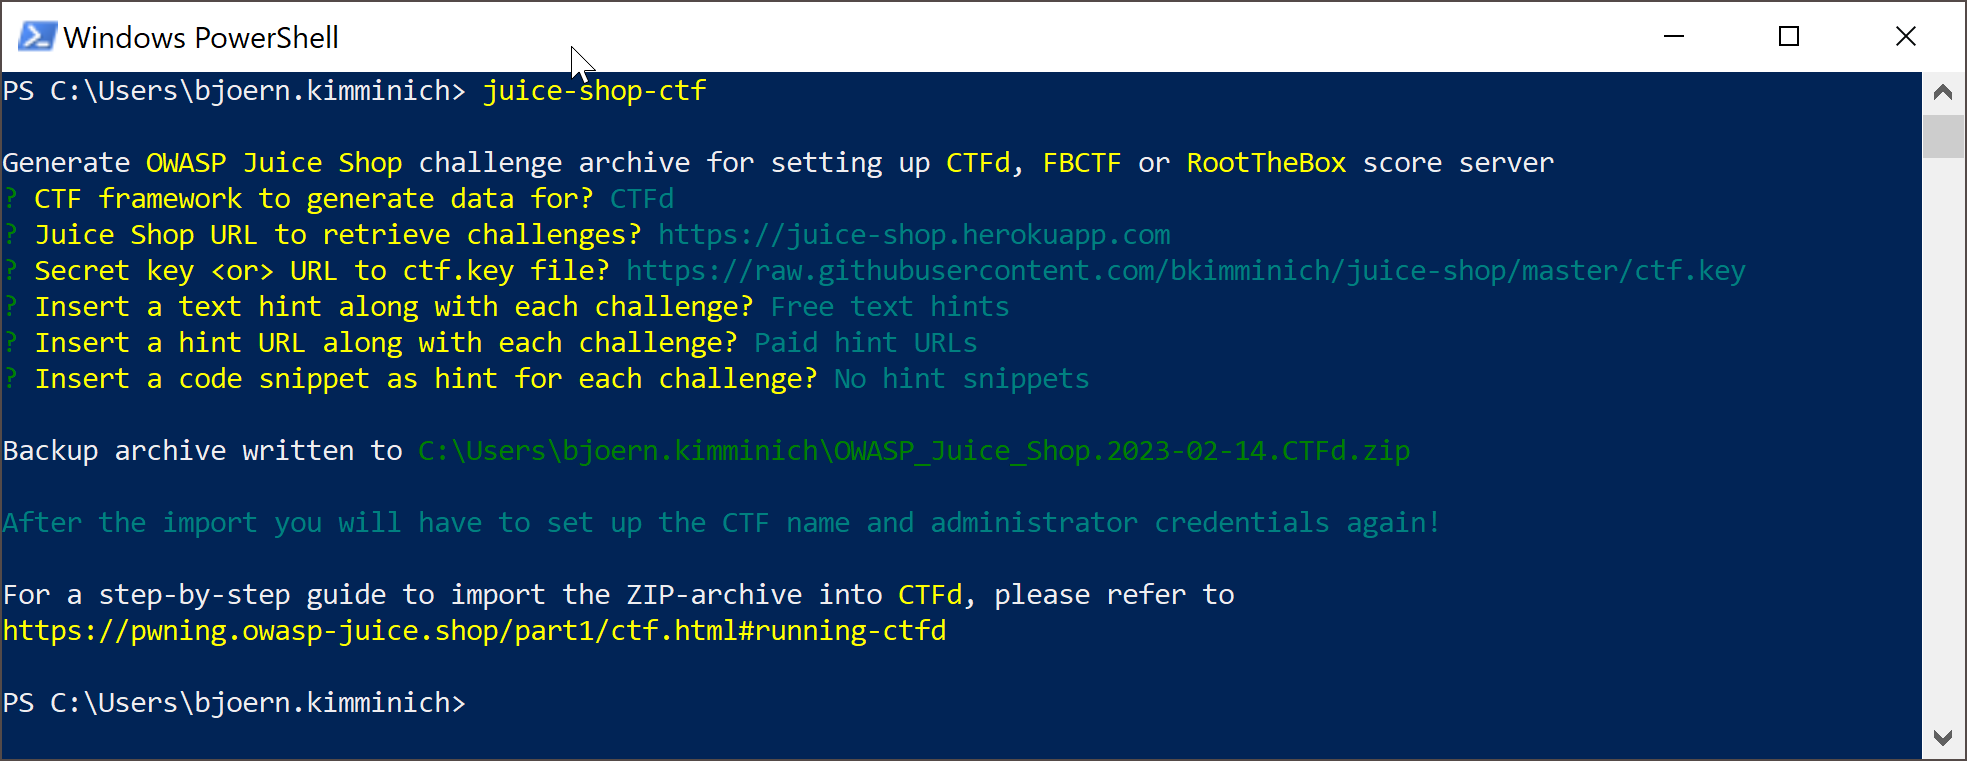 Windows PowerShell
PS C:\Users\bjoern.kimminich> juice-shop-ctf
Generate OWASP Juice Shop challenge archive for setting up CTFd, FBCTF or RootTheBox score server
? CTF framework to generate data for? CTFd
? Juice Shop URL to retrieve challenges? https://juice-shop.herokuapp.com
? Secret key <or> URL to ctf.key file? https://raw.githubusercontent.com/bkimminich/juice-shop/master/ctf.key
? Insert a text hint along with each challenge? Free text hints
? Insert a hint URL along with each challenge? Paid hint URLs
? Insert a code snippet as hint for each challenge? No hint snippets
Backup archive written to C:\Users\bjoern.kimminich\OWASP_Juice_Shop.2023-02-14.CTFd.zip
After the import you will have to set up the CTF name and administrator credentials again!
For a step-by-step guide to import the ZIP-archive into CTFd, please refer to
https://pwning.owasp-juice.shop/part1/ctf.html#running-ctfd
PS C:\Users\bjoern.kimminich>